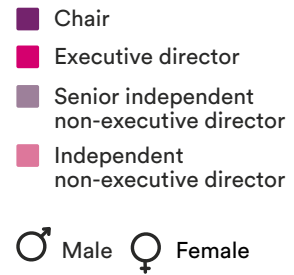 Chair
Executive director
Senior independent
non-executive director
Independent
non-executive director
Male Female